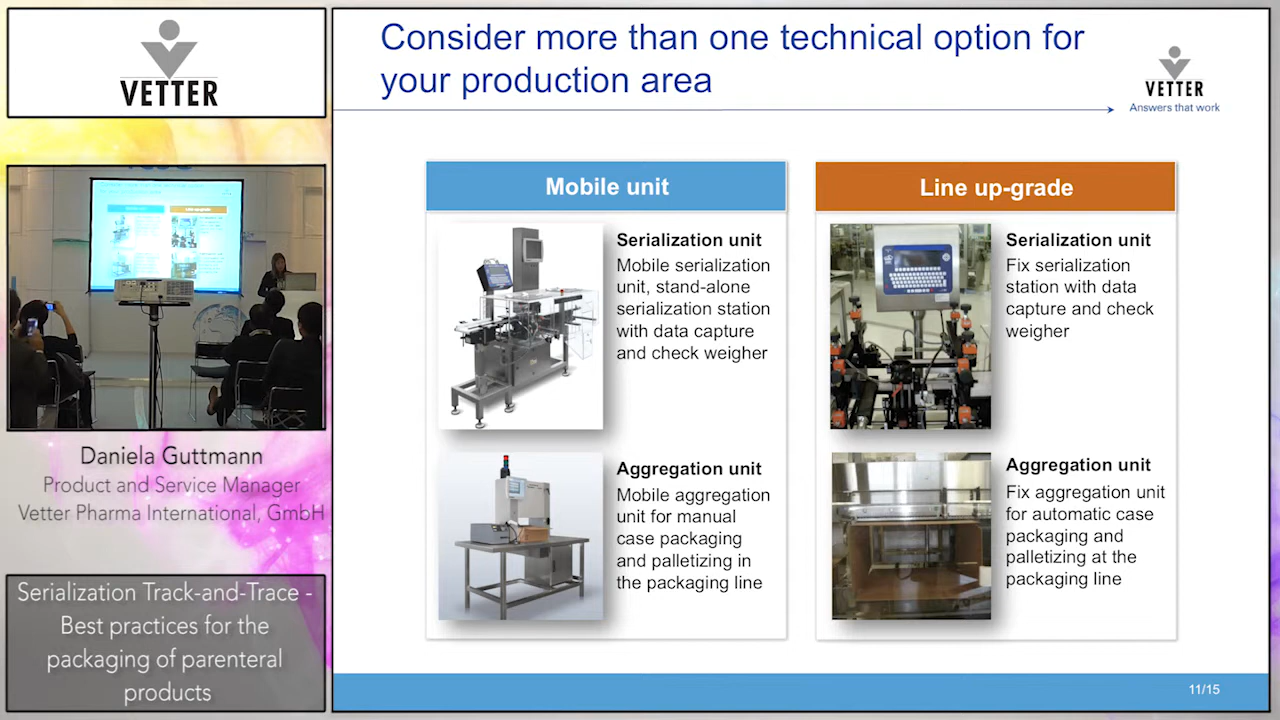 VETTER
Daniela Guttmann
Product and Service Manager
Vetter Pharma International, GmbH
Serialization Track-and-Trace -
Best practices for the
packaging of parenteral
products
Consider more than one technical option for
your production area
VETTER
Answers that work
Mobile unit
Serialization unit
Mobile serialization
unit, stand-alone
serialization station
with data capture
and check weigher
Aggregation unit
Mobile aggregation
unit for manual
case packaging
and palletizing in
the packaging line
Line up-grade
Serialization unit
Fix serialization
station with data
capture and check
weigher
Aggregation unit
Fix aggregation unit
for automatic case
packaging and
palletizing at the
packaging line
11/15